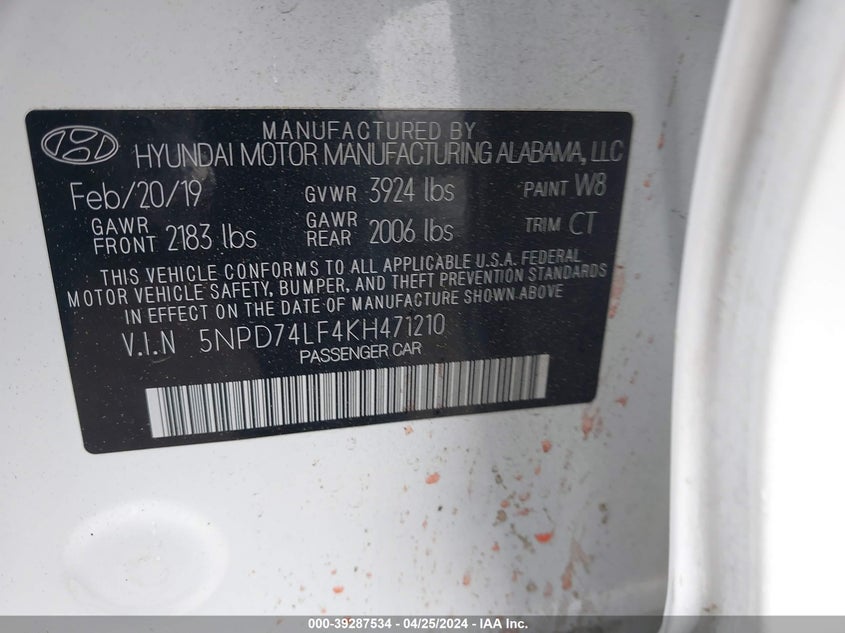 MANUFACTURED BY
HYUNDAI MOTOR MANUFACTURING ALABAMA, LLC
Feb/20/19 GVWR 3924 lbs PAINT W8
GAWR FRONT 2183 lbs GAWR REAR 2006 lbs TRIM CT
THIS VEHICLE CONFORMS TO ALL APPLICABLE U.S.A. FEDERAL
MOTOR VEHICLE SAFETY, BUMPER, AND THEFT PREVENTION STANDARDS
IN EFFECT ON THE DATE OF MANUFACTURE SHOWN ABOVE
V.I.N 5NPD74LF4KH471210
PASSENGER CAR
000-39287534 - 04/25/2024 - IAA Inc.